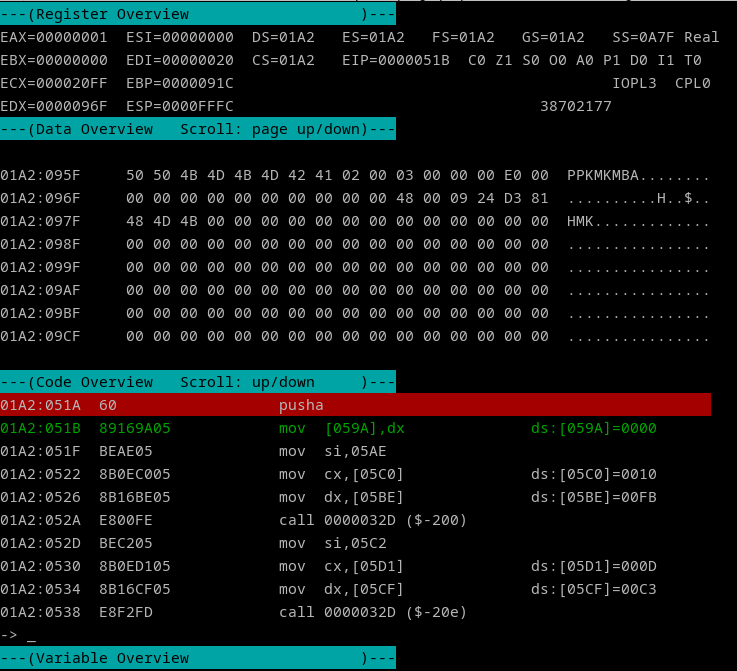 ---(Register Overview )---
EAX=00000001 ESI=00000000 DS=01A2 ES=01A2 FS=01A2 GS=01A2 SS=0A7F Real
EBX=00000000 EDI=00000020 CS=01A2 EIP=0000051B C0 Z1 S0 O0 A0 P1 D0 I1 T0
ECX=000020FF EBP=0000091C IOPL3 CPL0
EDX=0000096F ESP=0000FFFC 38702177
---(Data Overview Scroll: page up/down)---
01A2:095F 50 50 4B 4D 4B 4D 42 41 02 00 03 00 00 00 E0 00 PPKMKMBA........
01A2:096F 00 00 00 00 00 00 00 00 00 00 48 00 09 24 D3 81 ..........H..$..
01A2:097F 48 4D 4B 00 00 00 00 00 00 00 00 00 00 00 00 00 HMK.............
01A2:098F 00 00 00 00 00 00 00 00 00 00 00 00 00 00 00 00 ................
01A2:099F 00 00 00 00 00 00 00 00 00 00 00 00 00 00 00 00 ................
01A2:09AF 00 00 00 00 00 00 00 00 00 00 00 00 00 00 00 00 ................
01A2:09BF 00 00 00 00 00 00 00 00 00 00 00 00 00 00 00 00 ................
01A2:09CF 00 00 00 00 00 00 00 00 00 00 00 00 00 00 00 00 ................
---(Code Overview Scroll: up/down )---
01A2:051A 60 pusha
01A2:051B 89169A05 mov [059A],dx ds:[059A]=0000
01A2:051F BEAE05 mov si,05AE
01A2:0522 8B0EC005 mov cx,[05C0] ds:[05C0]=0010
01A2:0526 8B16BE05 mov dx,[05BE] ds:[05BE]=00FB
01A2:052A E800FE call 0000032D ($-200)
01A2:052D BEC205 mov si,05C2
01A2:0530 8B0ED105 mov cx,[05D1] ds:[05D1]=000D
01A2:0534 8B16CF05 mov dx,[05CF] ds:[05CF]=00C3
01A2:0538 E8F2FD call 0000032D ($-20e)
-> _
---(Variable Overview )---